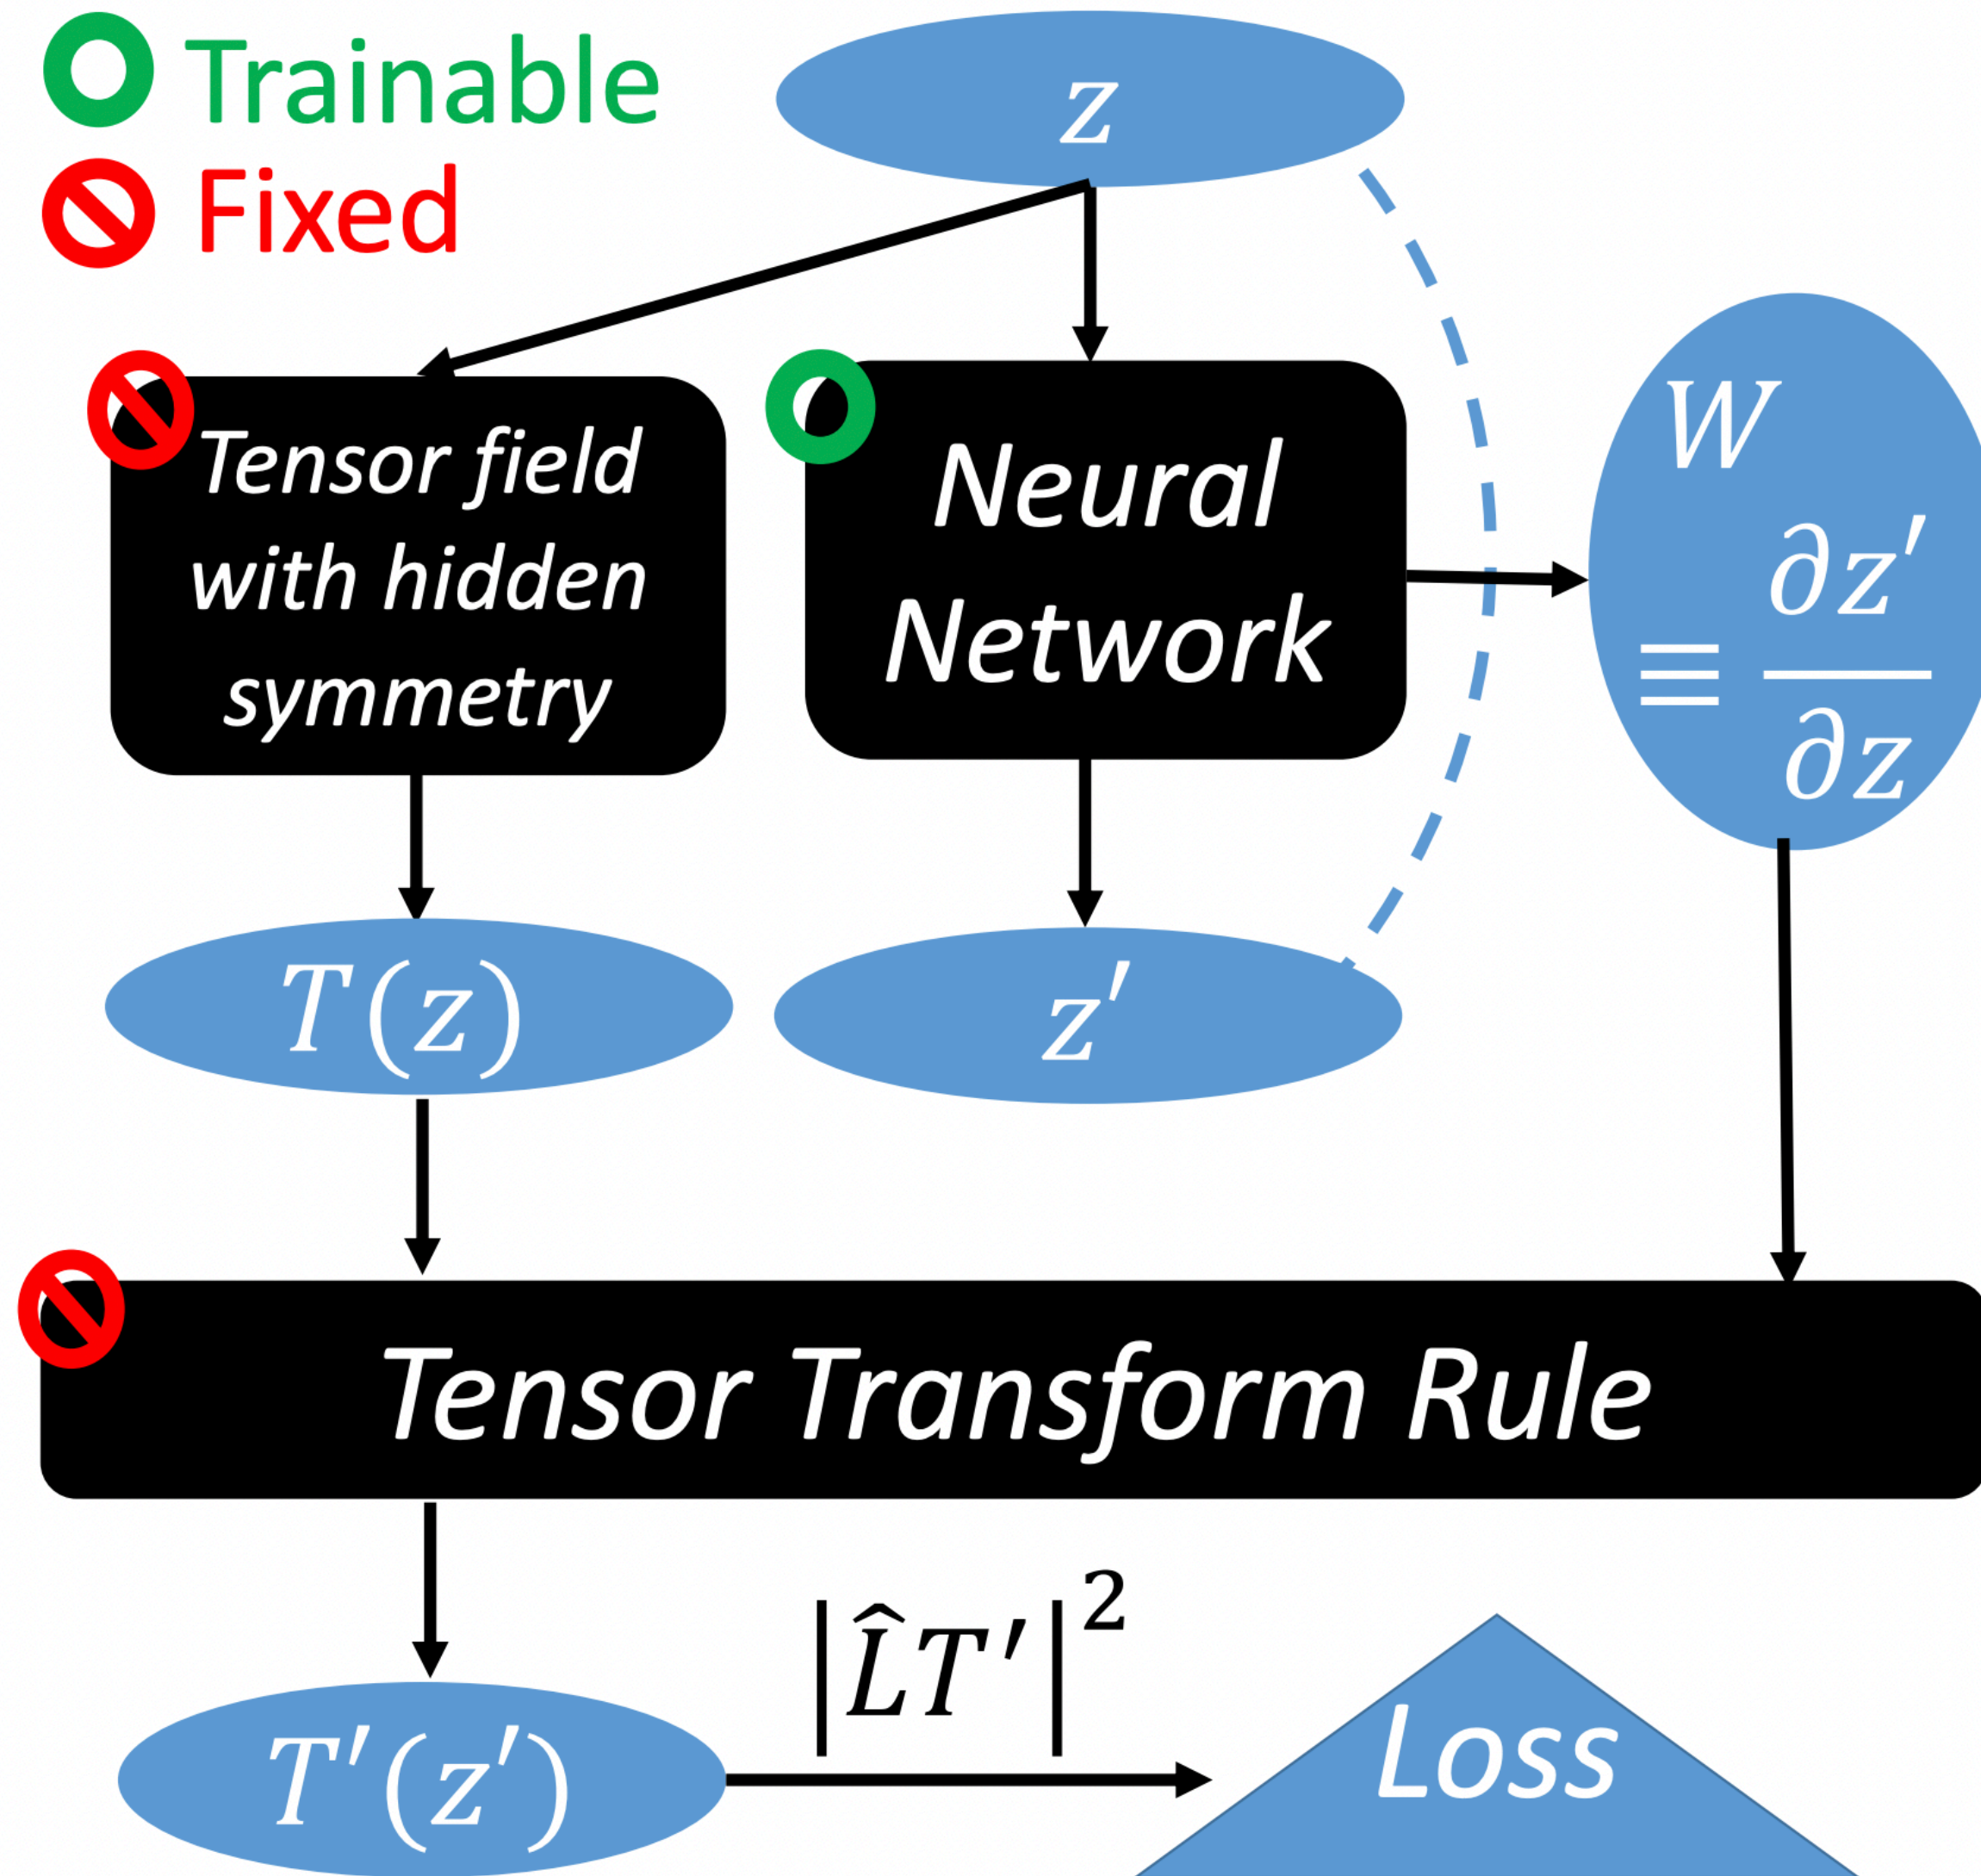 Trainable
Fixed
z
Tensor field
with hidden
symmetry
Neural
Network
W
≡ ∂z′/∂z
T(z)
z′
Tensor Transform Rule
|L̂T′|²
T′(z′)
Loss